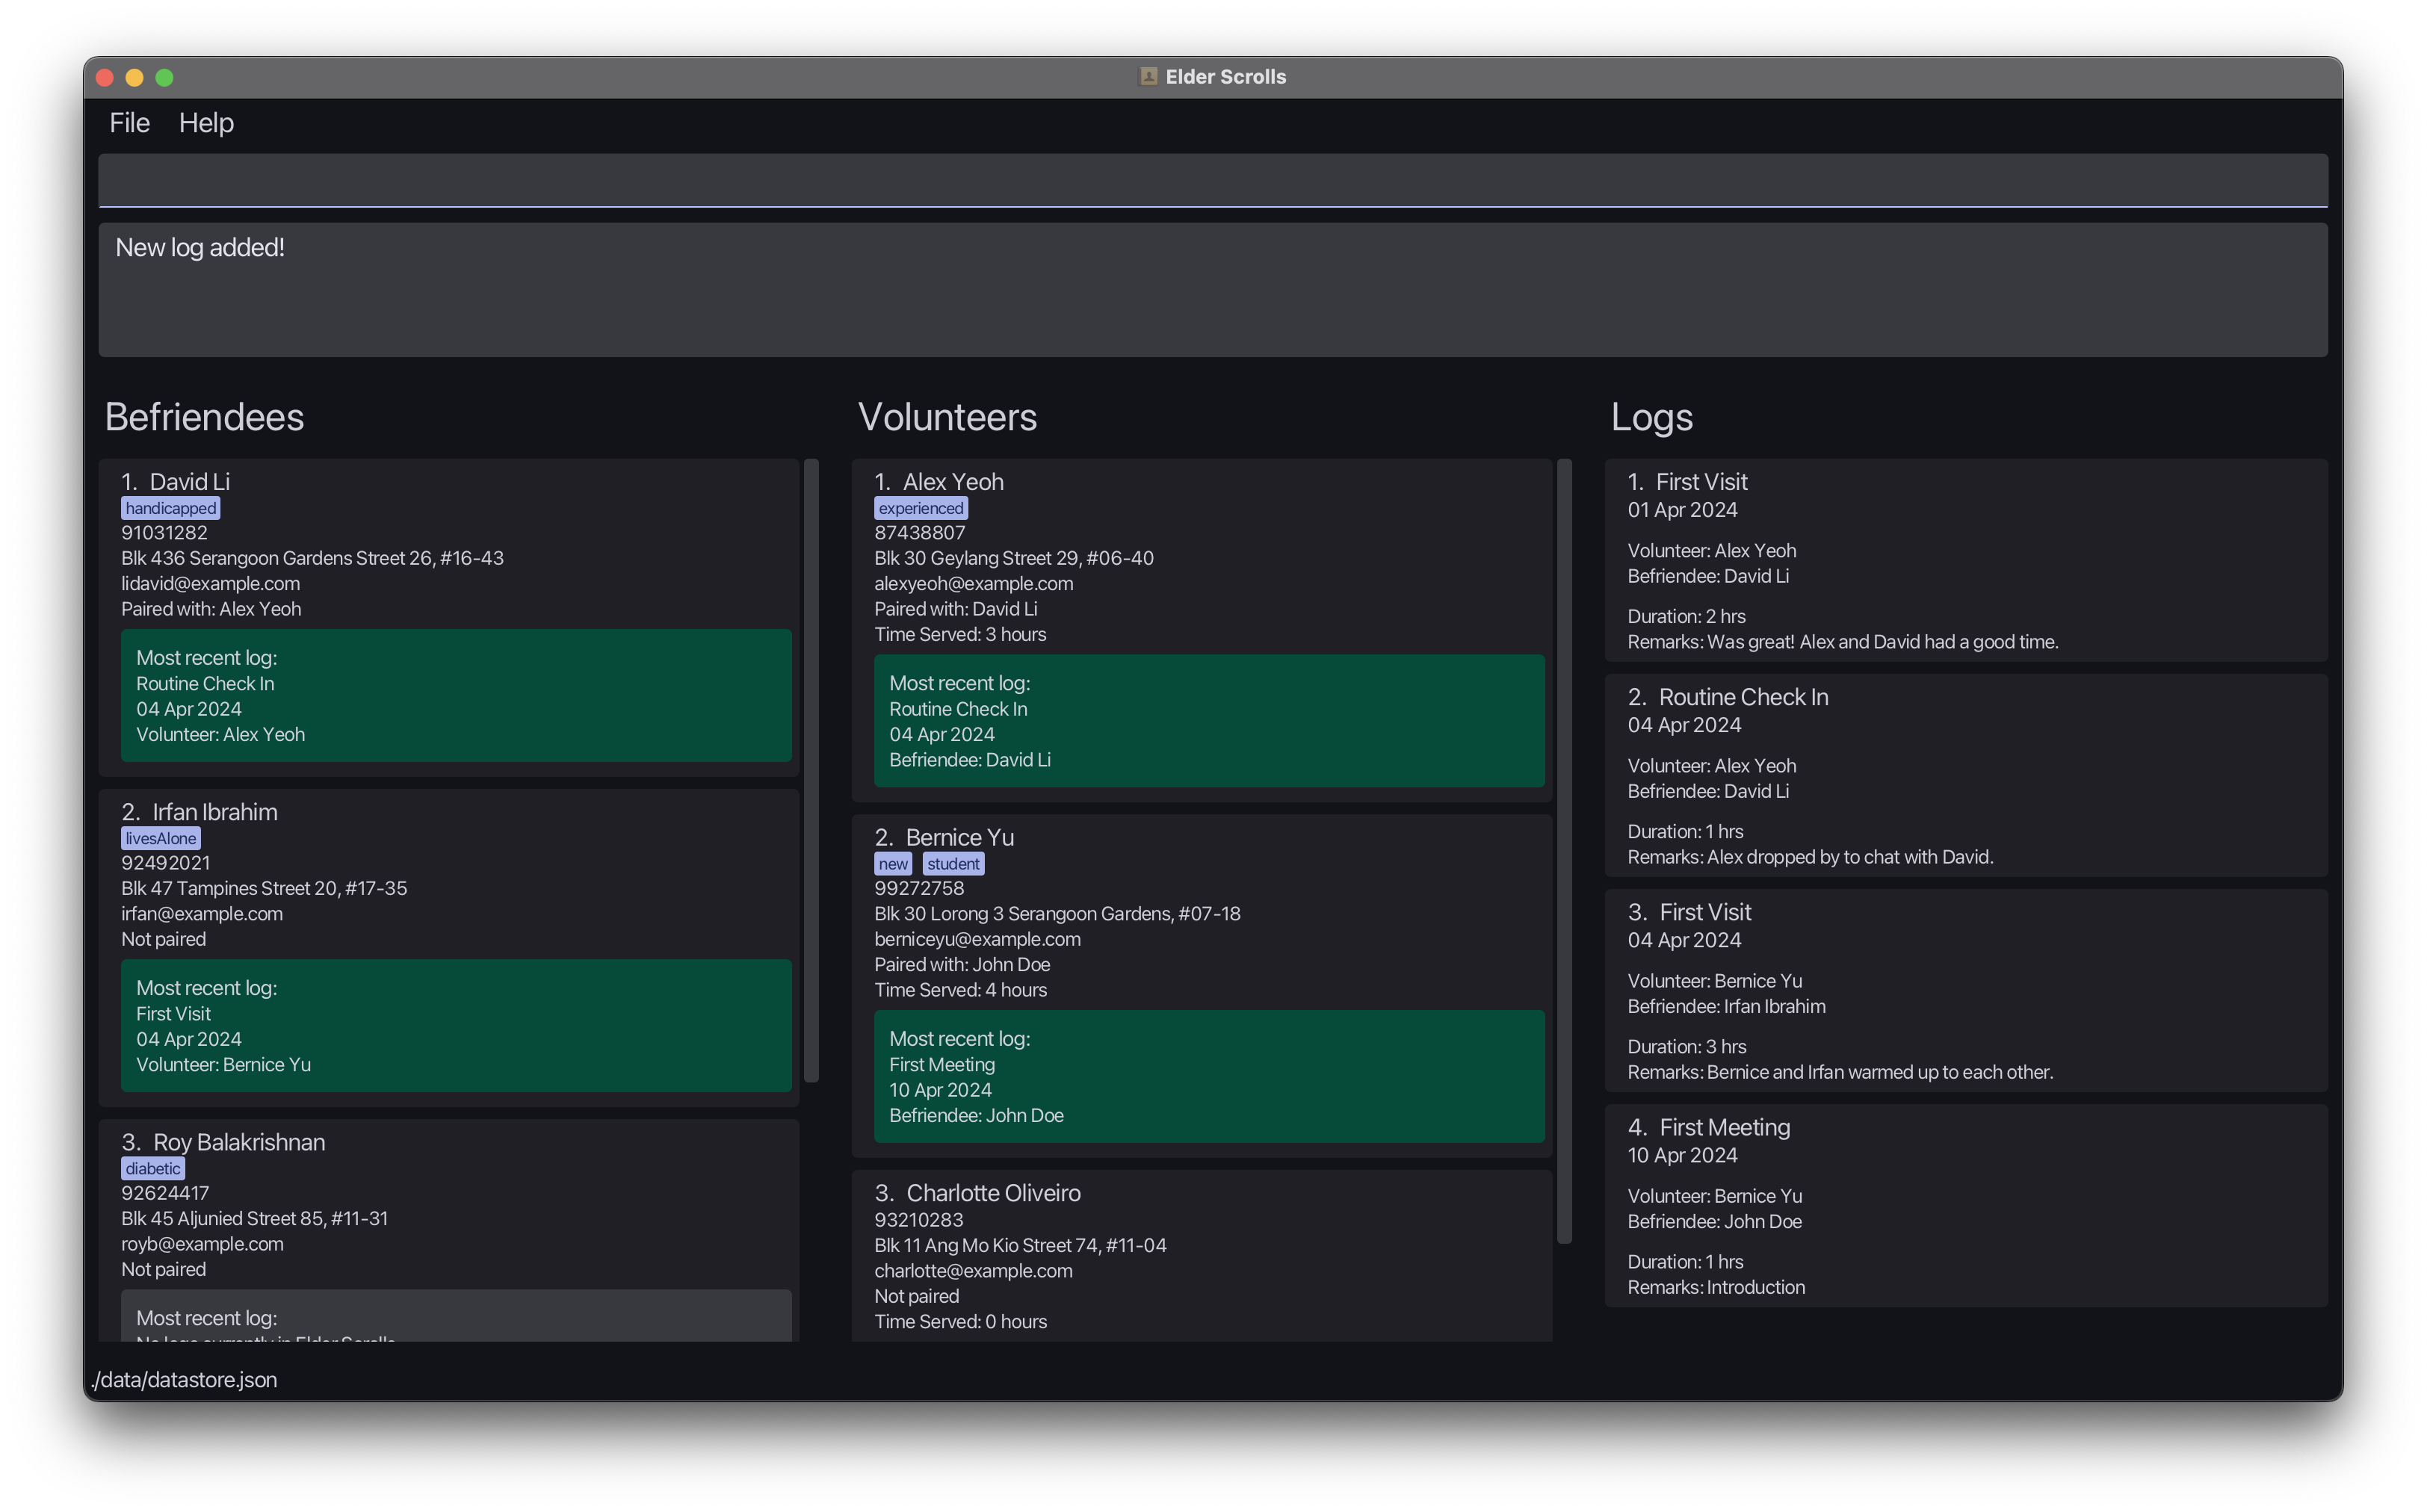 Elder Scrolls
File Help
New log added!
Befriendees
1. David Li
handicapped
91031282
Blk 436 Serangoon Gardens Street 26, #16-43
lidavid@example.com
Paired with: Alex Yeoh
Most recent log:
Routine Check In
04 Apr 2024
Volunteer: Alex Yeoh
2. Irfan Ibrahim
livesAlone
92492021
Blk 47 Tampines Street 20, #17-35
irfan@example.com
Not paired
Most recent log:
First Visit
04 Apr 2024
Volunteer: Bernice Yu
3. Roy Balakrishnan
diabetic
92624417
Blk 45 Aljunied Street 85, #11-31
royb@example.com
Not paired
Most recent log:
No logs currently in Elder Scrolls
Volunteers
1. Alex Yeoh
experienced
87438807
Blk 30 Geylang Street 29, #06-40
alexyeoh@example.com
Paired with: David Li
Time Served: 3 hours
Most recent log:
Routine Check In
04 Apr 2024
Befriendee: David Li
2. Bernice Yu
new student
99272758
Blk 30 Lorong 3 Serangoon Gardens, #07-18
berniceyu@example.com
Paired with: John Doe
Time Served: 4 hours
Most recent log:
First Meeting
10 Apr 2024
Befriendee: John Doe
3. Charlotte Oliveiro
93210283
Blk 11 Ang Mo Kio Street 74, #11-04
charlotte@example.com
Not paired
Time Served: 0 hours
Logs
1. First Visit
01 Apr 2024
Volunteer: Alex Yeoh
Befriendee: David Li
Duration: 2 hrs
Remarks: Was great! Alex and David had a good time.
2. Routine Check In
04 Apr 2024
Volunteer: Alex Yeoh
Befriendee: David Li
Duration: 1 hrs
Remarks: Alex dropped by to chat with David.
3. First Visit
04 Apr 2024
Volunteer: Bernice Yu
Befriendee: Irfan Ibrahim
Duration: 3 hrs
Remarks: Bernice and Irfan warmed up to each other.
4. First Meeting
10 Apr 2024
Volunteer: Bernice Yu
Befriendee: John Doe
Duration: 1 hrs
Remarks: Introduction
./data/datastore.json